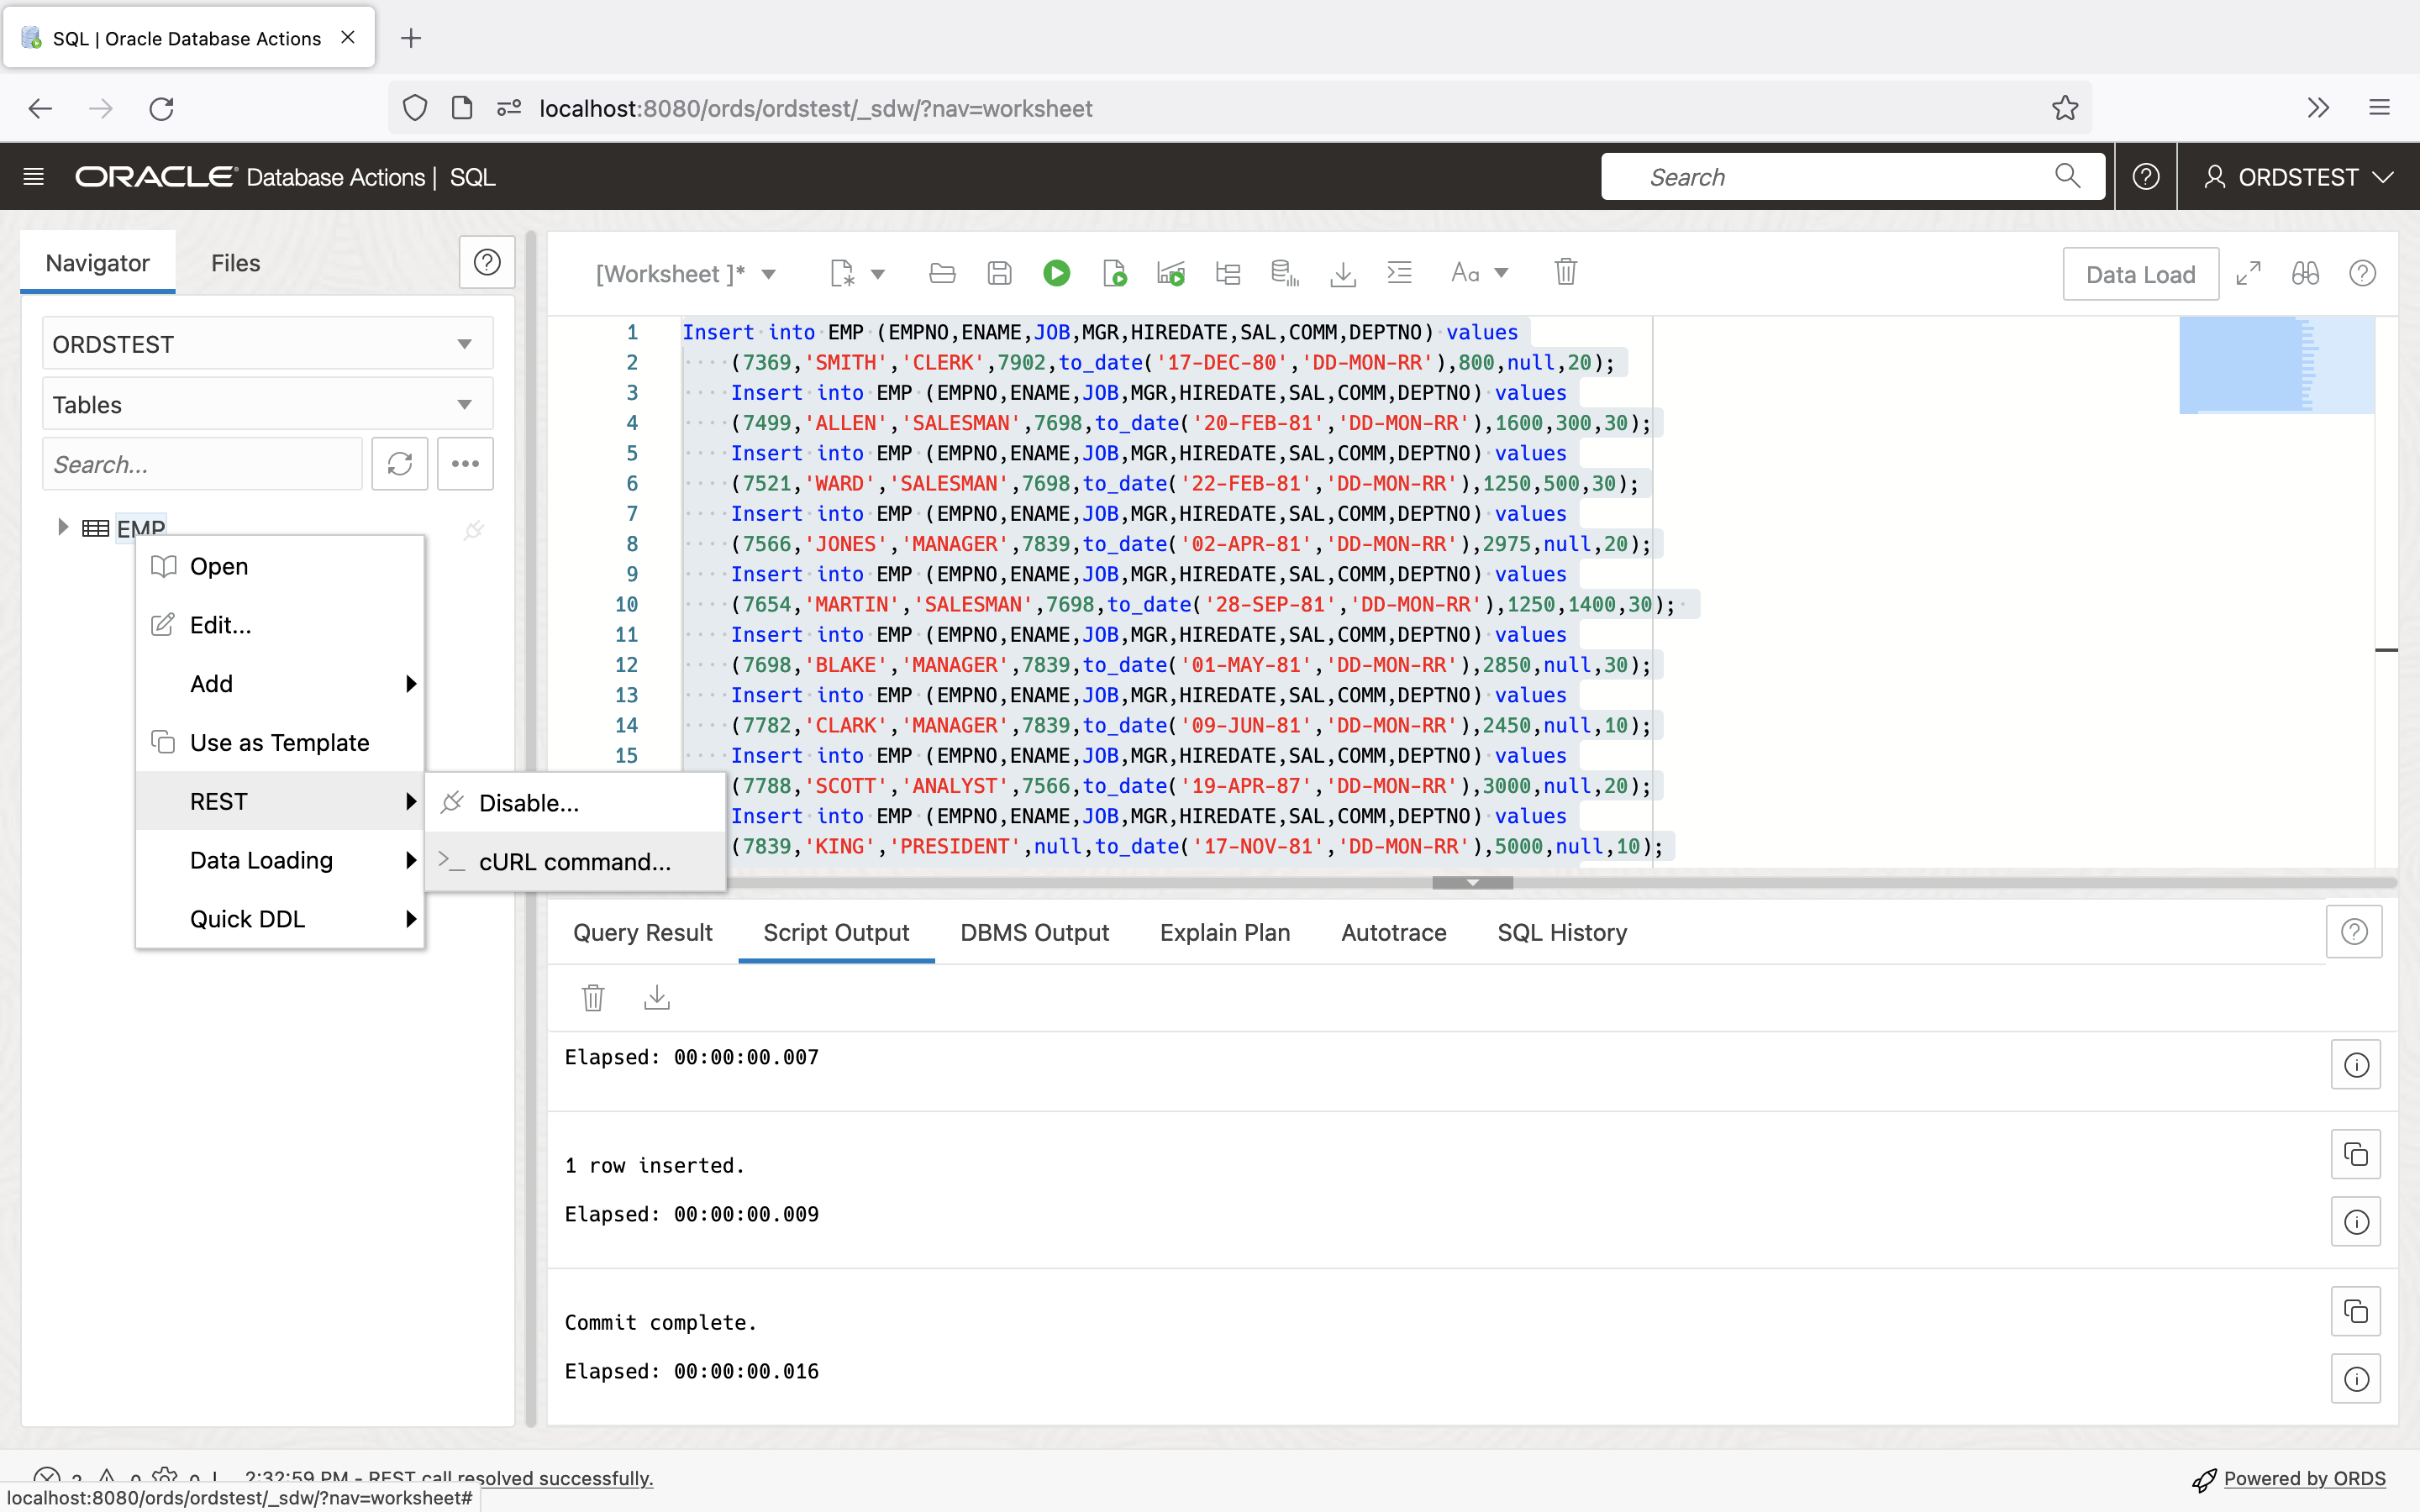 SQL | Oracle Database Actions
localhost:8080/ords/ordstest/_sdw/?nav=worksheet
ORACLE Database Actions | SQL
Search
ORDSTEST
Navigator
Files
ORDSTEST
Tables
Search...
EMP
Open
Edit...
Add
Use as Template
REST
Data Loading
Quick DDL
Disable...
>_ cURL command...
[Worksheet ]*
Aa
Data Load
1 Insert into EMP (EMPNO,ENAME,JOB,MGR,HIREDATE,SAL,COMM,DEPTNO) values
2 (7369,'SMITH','CLERK',7902,to_date('17-DEC-80','DD-MON-RR'),800,null,20);
3 Insert into EMP (EMPNO,ENAME,JOB,MGR,HIREDATE,SAL,COMM,DEPTNO) values
4 (7499,'ALLEN','SALESMAN',7698,to_date('20-FEB-81','DD-MON-RR'),1600,300,30);
5 Insert into EMP (EMPNO,ENAME,JOB,MGR,HIREDATE,SAL,COMM,DEPTNO) values
6 (7521,'WARD','SALESMAN',7698,to_date('22-FEB-81','DD-MON-RR'),1250,500,30);
7 Insert into EMP (EMPNO,ENAME,JOB,MGR,HIREDATE,SAL,COMM,DEPTNO) values
8 (7566,'JONES','MANAGER',7839,to_date('02-APR-81','DD-MON-RR'),2975,null,20);
9 Insert into EMP (EMPNO,ENAME,JOB,MGR,HIREDATE,SAL,COMM,DEPTNO) values
10 (7654,'MARTIN','SALESMAN',7698,to_date('28-SEP-81','DD-MON-RR'),1250,1400,30);
11 Insert into EMP (EMPNO,ENAME,JOB,MGR,HIREDATE,SAL,COMM,DEPTNO) values
12 (7698,'BLAKE','MANAGER',7839,to_date('01-MAY-81','DD-MON-RR'),2850,null,30);
13 Insert into EMP (EMPNO,ENAME,JOB,MGR,HIREDATE,SAL,COMM,DEPTNO) values
14 (7782,'CLARK','MANAGER',7839,to_date('09-JUN-81','DD-MON-RR'),2450,null,10);
15 Insert into EMP (EMPNO,ENAME,JOB,MGR,HIREDATE,SAL,COMM,DEPTNO) values
(7788,'SCOTT','ANALYST',7566,to_date('19-APR-87','DD-MON-RR'),3000,null,20);
Insert into EMP (EMPNO,ENAME,JOB,MGR,HIREDATE,SAL,COMM,DEPTNO) values
(7839,'KING','PRESIDENT',null,to_date('17-NOV-81','DD-MON-RR'),5000,null,10);
Query Result
Script Output
DBMS Output
Explain Plan
Autotrace
SQL History
Elapsed: 00:00:00.007
1 row inserted.
Elapsed: 00:00:00.009
Commit complete.
Elapsed: 00:00:00.016
2:32:59 PM - REST call resolved successfully.
localhost:8080/ords/ordstest/_sdw/?nav=worksheet#
Powered by ORDS